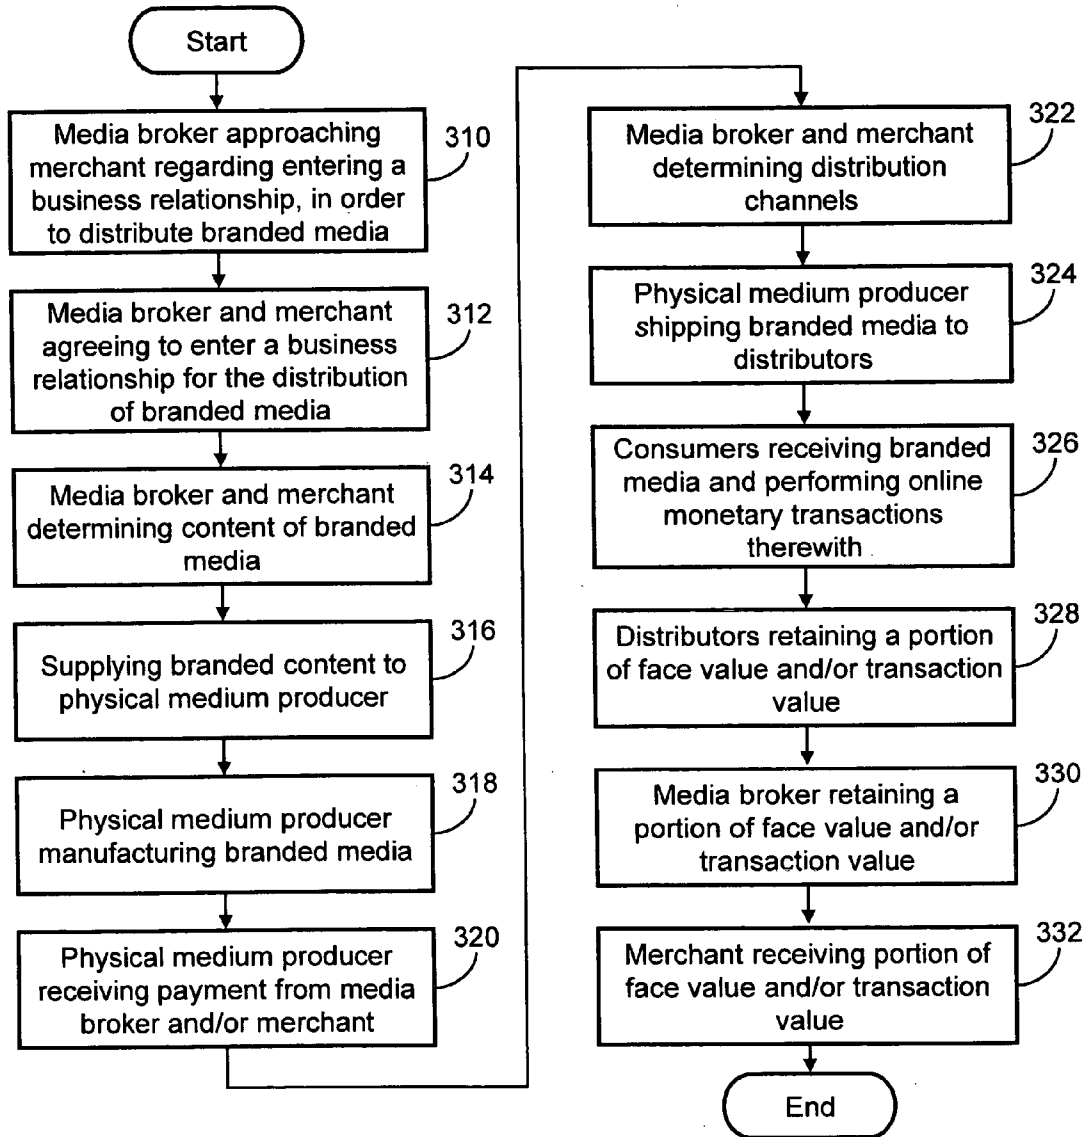 Start
Media broker approaching
merchant regarding entering a
business relationship, in order
to distribute branded media
310
Media broker and merchant
agreeing to enter a business
relationship for the distribution
of branded media
312
Media broker and merchant
determining content of branded
media
314
Supplying branded content to
physical medium producer
316
Physical medium producer
manufacturing branded media
318
Physical medium producer
receiving payment from media
broker and/or merchant
320
Media broker and merchant
determining distribution
channels
322
Physical medium producer
shipping branded media to
distributors
324
Consumers receiving branded
media and performing online
monetary transactions
therewith
326
Distributors retaining a portion
of face value and/or transaction
value
328
Media broker retaining a
portion of face value and/or
transaction value
330
Merchant receiving portion of
face value and/or transaction
value
332
End